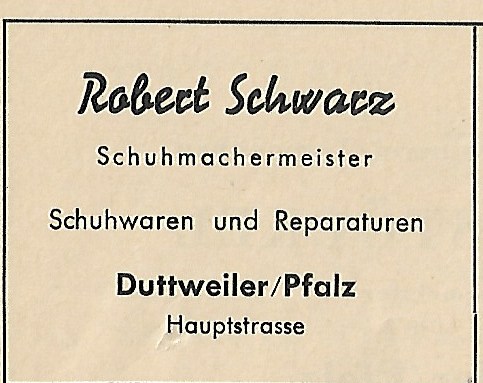 Robert Schwarz
Schuhmachermeister
Schuhwaren und Reparaturen
Duttweiler/Pfalz
Hauptstrasse